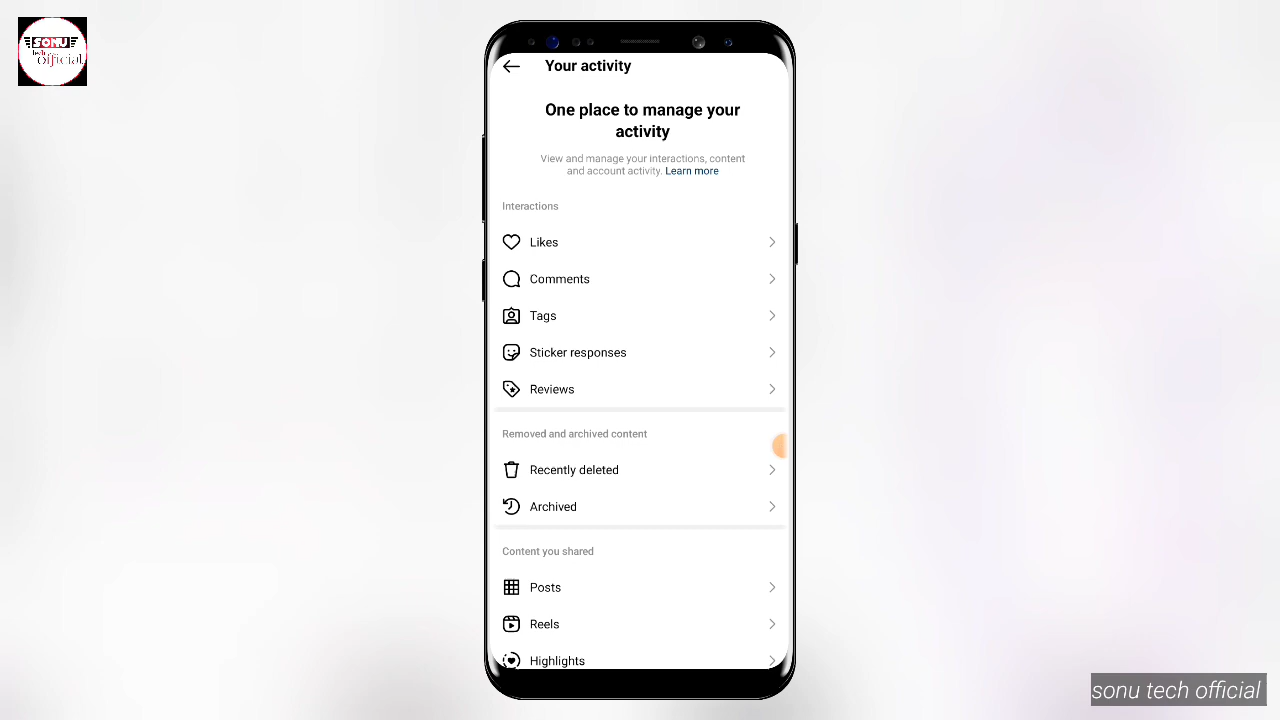 SONU
tech
official
Your activity
One place to manage your
activity
View and manage your interactions, content
and account activity. Learn more
Interactions
Likes
Comments
Tags
Sticker responses
Reviews
Removed and archived content
Recently deleted
Archived
Content you shared
Posts
Reels
Highlights
sonu tech official